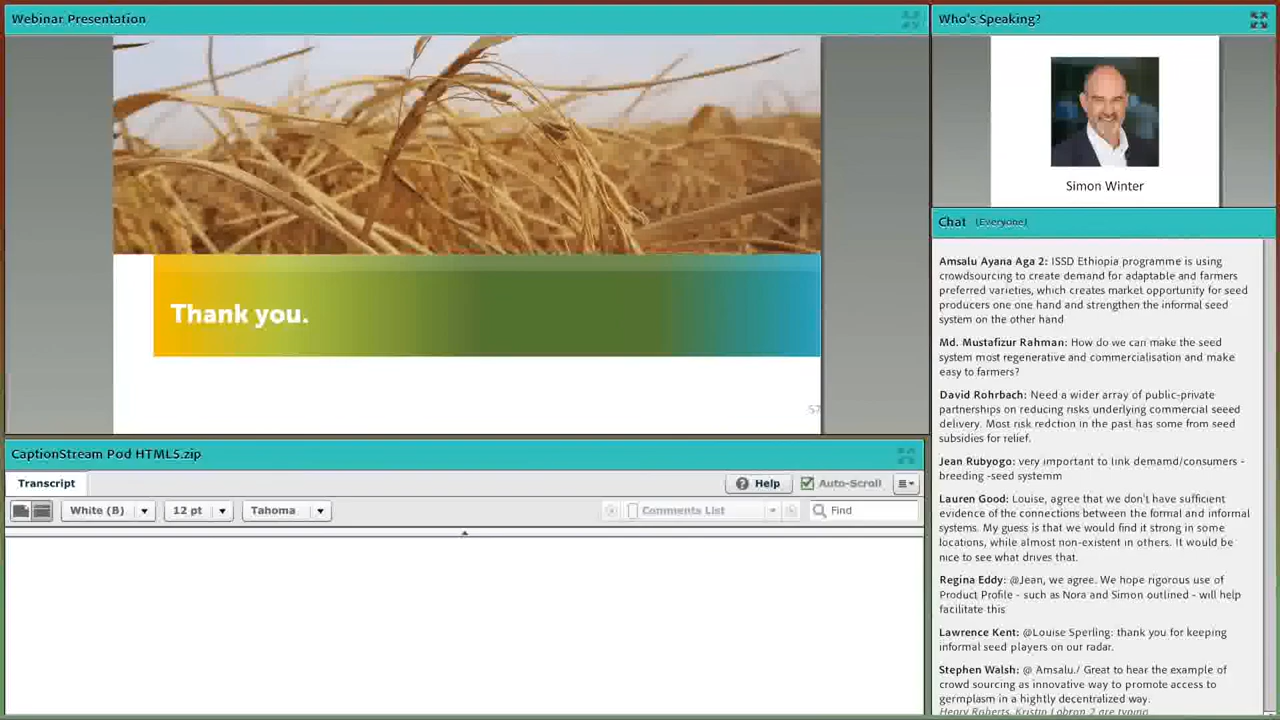 Webinar Presentation
Thank you.
57
Who's Speaking?
Simon Winter
Chat (Everyone)
Amsalu Ayana Aga 2: ISSD Ethiopia programme is using
crowdsourcing to create demand for adaptable and farmers
preferred varieties, which creates market opportunity for seed
producers one one hand and strengthen the informal seed
system on the other hand
Md. Mustafizur Rahman: How do we can make the seed
system most regenerative and commercialisation and make
easy to farmers?
David Rohrbach: Need a wider array of public-private
partnerships on reducing risks underlying commercial seeed
delivery. Most risk redction in the past has some from seed
subsidies for relief.
Jean Rubyogo: very important to link demamd/consumers -
breeding -seed systemm
Lauren Good: Louise, agree that we don't have sufficient
evidence of the connections between the formal and informal
systems. My guess is that we would find it strong in some
locations, while almost non-existent in others. It would be
nice to see what drives that.
Regina Eddy: @Jean, we agree. We hope rigorous use of
Product Profile - such as Nora and Simon outlined - will help
facilitate this
Lawrence Kent: @Louise Sperling: thank you for keeping
informal seed players on our radar.
Stephen Walsh: @ Amsalu./ Great to hear the example of
crowd sourcing as innovative way to promote access to
germplasm in a hightly decentralized way.
Henry Roberts, Kristin Lobron 2 are typing
CaptionStream Pod HTML5.zip
Transcript
Help
Auto-Scroll
White (B)
12 pt
Tahoma
Comments List
Find